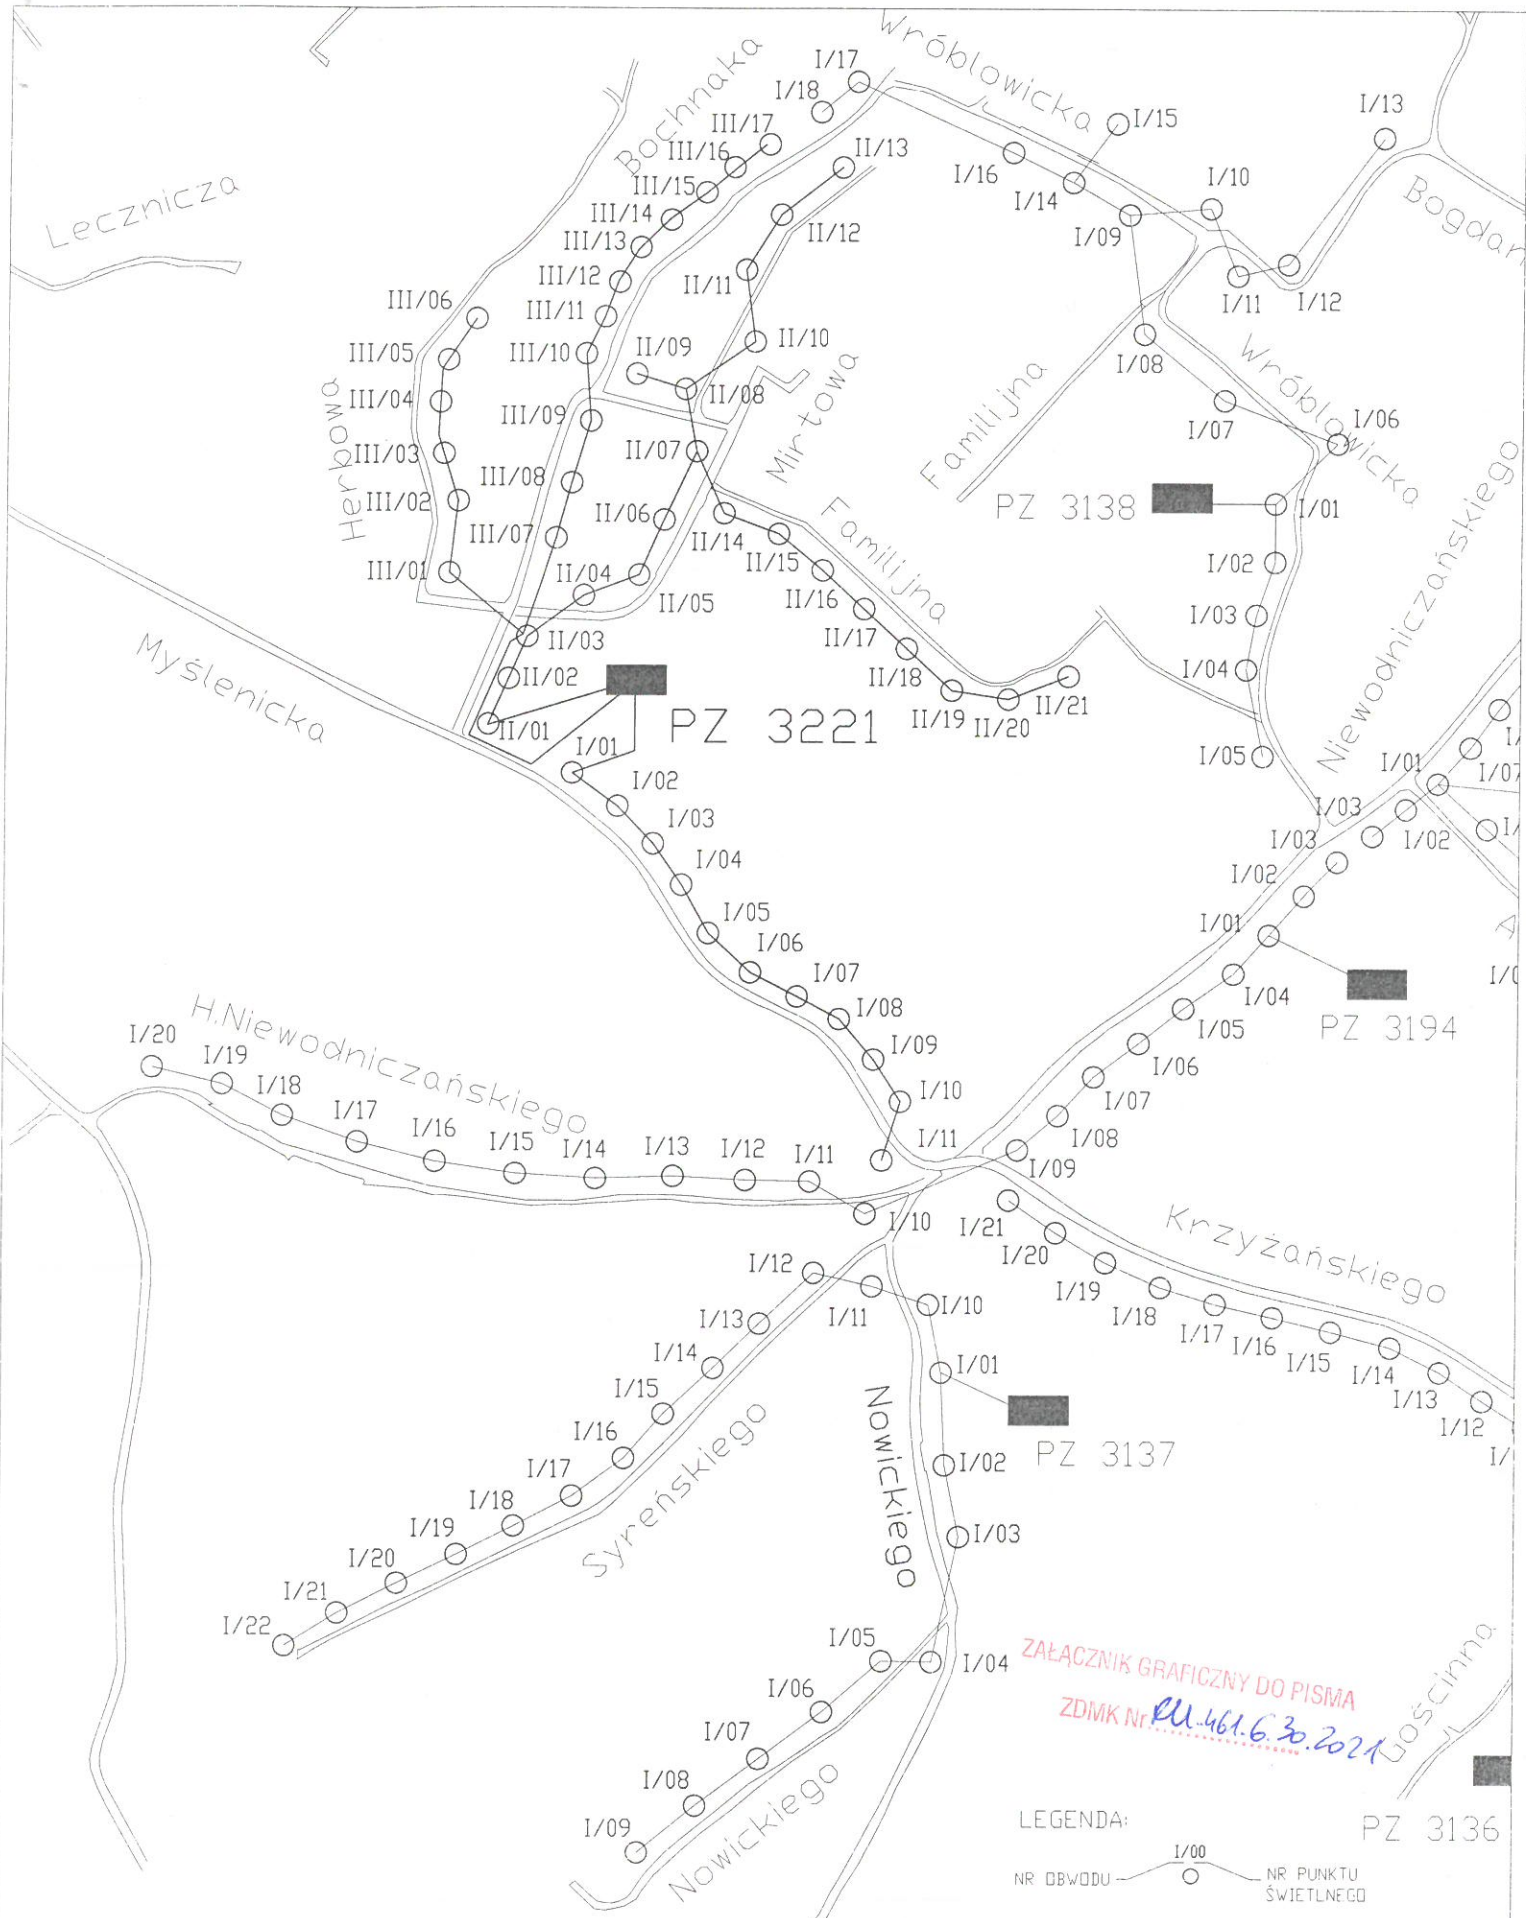 Wróblowicka
I/17
I/18
Bochnaka
III/17
I/15
I/13
III/16
II/13
I/16
III/15
I/14
I/10
Lecznicza
III/14
I/09
Bogdan
III/13
II/12
III/12
II/11
I/11
I/12
III/06
III/11
III/05
III/10
II/09
II/10
I/08
Wróblowicka
III/04
II/08
Mirtowa
Familijna
I/07
I/06
Herbowa
III/09
III/03
II/07
III/08
III/02
II/06
PZ 3138
I/01
III/07
II/14
Familijna
III/01
II/04
II/15
I/02
Niewodniczańskiego
II/05
II/16
I/03
II/03
II/17
Myślenicka
II/02
II/18
I/04
II/19
II/20
II/21
II/01
PZ 3221
I/01
I/05
I/01
I/07
I/02
I/03
I/03
I/03
I/02
I/02
I/04
I/05
I/01
I/06
I/07
I/04
H.Niewodniczańskiego
I/08
I/05
PZ 3194
I/20
I/19
I/09
I/06
I/18
I/07
I/17
I/10
I/16
I/15
I/14
I/13
I/12
I/11
I/11
I/08
I/09
I/10
I/21
Krzyżańskiego
I/20
I/12
I/19
I/11
I/10
I/18
I/13
I/17
I/16
I/14
I/15
I/01
I/14
I/15
Nowickiego
I/13
I/16
I/12
PZ 3137
I/17
I/02
I/18
Syreńskiego
I/19
I/03
I/20
I/21
I/22
I/05
I/04
ZAŁĄCZNIK GRAFICZNY DO PISMA
ZDMK Nr RU.461.6.30.2021
Gościnna
I/06
I/07
I/08
I/09
Nowickiego
LEGENDA:
PZ 3136
I/00
NR OBWODU
NR PUNKTU
ŚWIETLNEGO